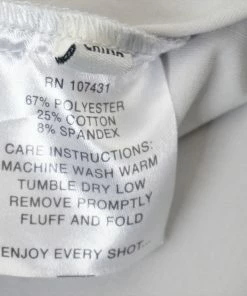 RN 107431
67% POLYESTER
25% COTTON
8% SPANDEX
CARE INSTRUCTIONS:
MACHINE WASH WARM
TUMBLE DRY LOW
REMOVE PROMPTLY
FLUFF AND FOLD
ENJOY EVERY SHOT...